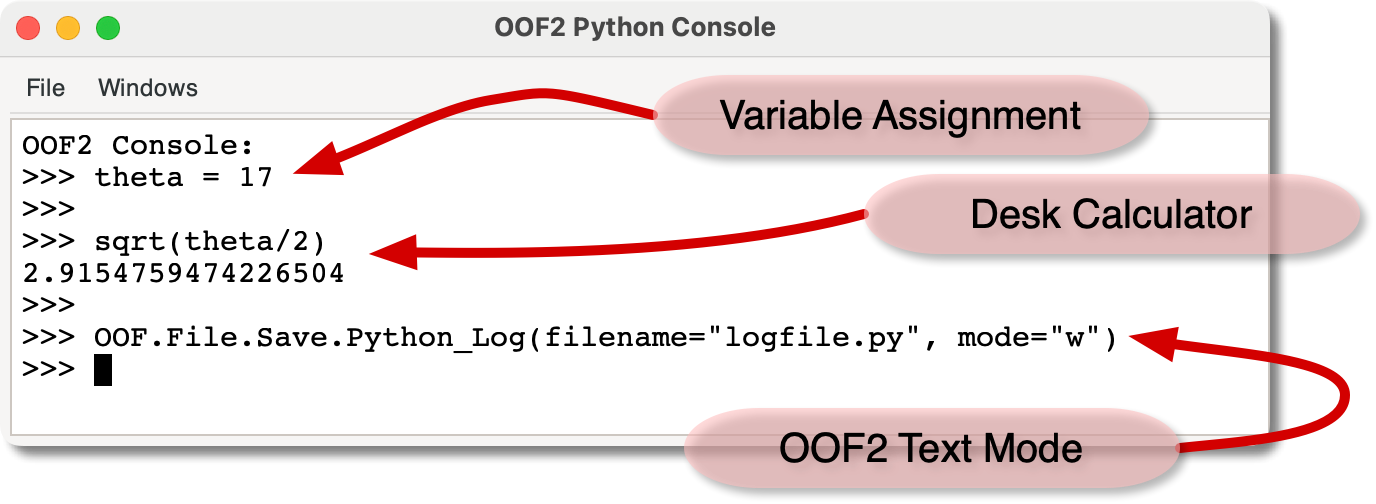 OOF2 Python Console
File Windows
Variable Assignment
OOF2 Console:
>>> theta = 17
>>>
Desk Calculator
>>> sqrt(theta/2)
2.9154759474226504
>>>
>>> OOF.File.Save.Python_Log(filename="logfile.py", mode="w")
>>>
OOF2 Text Mode